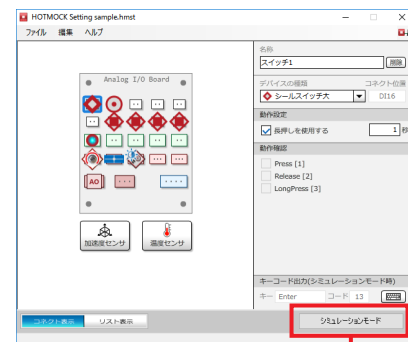 HOTMOCK Setting sample.hmst
ファイル 編集 ヘルプ
Analog I/O Board
AO
加速度センサ 温度センサ
コネクト表示 リスト表示
名称
スイッチ1 削除
デバイスの種類 コネクト位置
シールスイッチ大 DI16
動作設定
長押しを使用する 1 秒
動作確認
Press [1]
Release [2]
LongPress [3]
キーコード出力(シミュレーションモード時)
キー Enter コード 13
シミュレーションモード